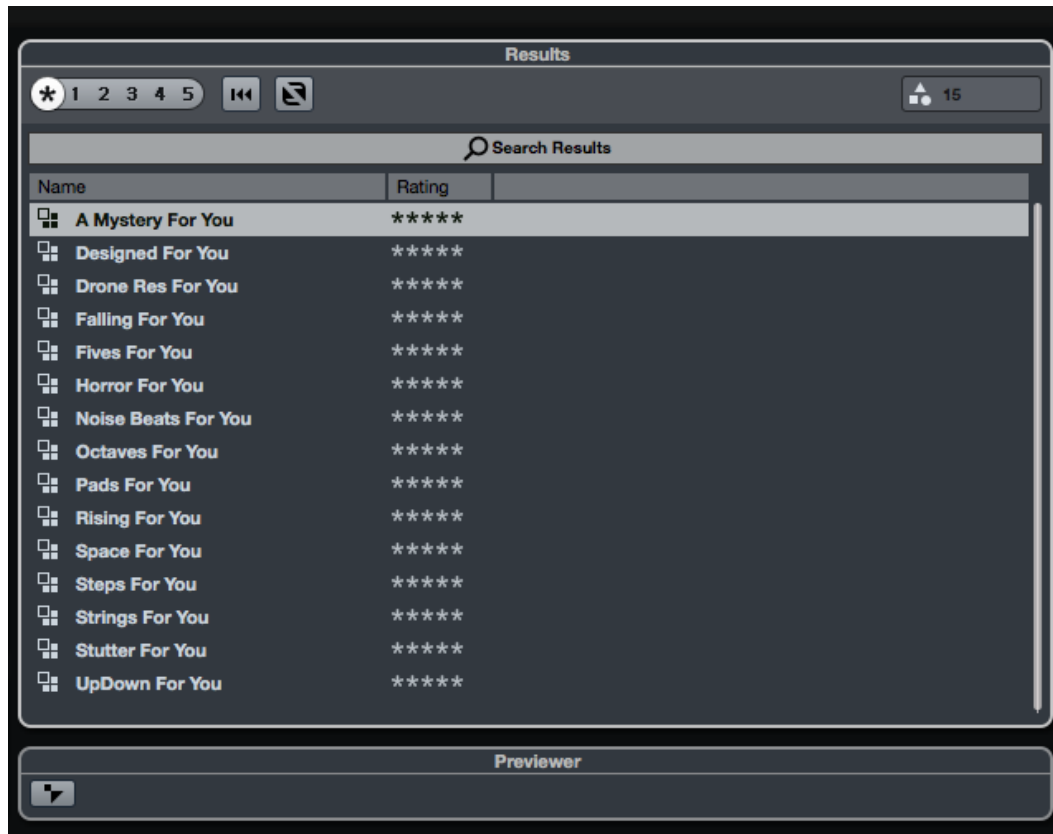 Results
* 1 2 3 4 5 15
Search Results
Name Rating
A Mystery For You *****
Designed For You *****
Drone Res For You *****
Falling For You *****
Fives For You *****
Horror For You *****
Noise Beats For You *****
Octaves For You *****
Pads For You *****
Rising For You *****
Space For You *****
Steps For You *****
Strings For You *****
Stutter For You *****
UpDown For You *****
Previewer